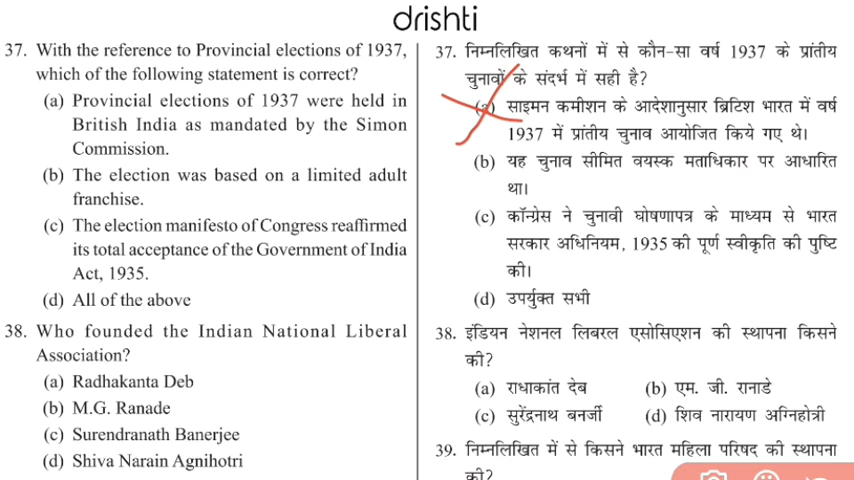 drishti
37. With the reference to Provincial elections of 1937,
which of the following statement is correct?
(a) Provincial elections of 1937 were held in
British India as mandated by the Simon
Commission.
(b) The election was based on a limited adult
franchise.
(c) The election manifesto of Congress reaffirmed
its total acceptance of the Government of India
Act, 1935.
(d) All of the above
38. Who founded the Indian National Liberal
Association?
(a) Radhakanta Deb
(b) M.G. Ranade
(c) Surendranath Banerjee
(d) Shiva Narain Agnihotri
37. निम्नलिखित कथनों में से कौन-सा वर्ष 1937 के प्रांतीय
चुनावों के संदर्भ में सही है?
(a) साइमन कमीशन के आदेशानुसार ब्रिटिश भारत में वर्ष
1937 में प्रांतीय चुनाव आयोजित किये गए थे।
(b) यह चुनाव सीमित वयस्क मताधिकार पर आधारित
था।
(c) कॉन्ग्रेस ने चुनावी घोषणापत्र के माध्यम से भारत
सरकार अधिनियम, 1935 की पूर्ण स्वीकृति की पुष्टि
की।
(d) उपर्युक्त सभी
38. इंडियन नेशनल लिबरल एसोसिएशन की स्थापना किसने
की?
(a) राधाकांत देब (b) एम. जी. रानाडे
(c) सुरेंद्रनाथ बनर्जी (d) शिव नारायण अग्निहोत्री
39. निम्नलिखित में से किसने भारत महिला परिषद की स्थापना
की?